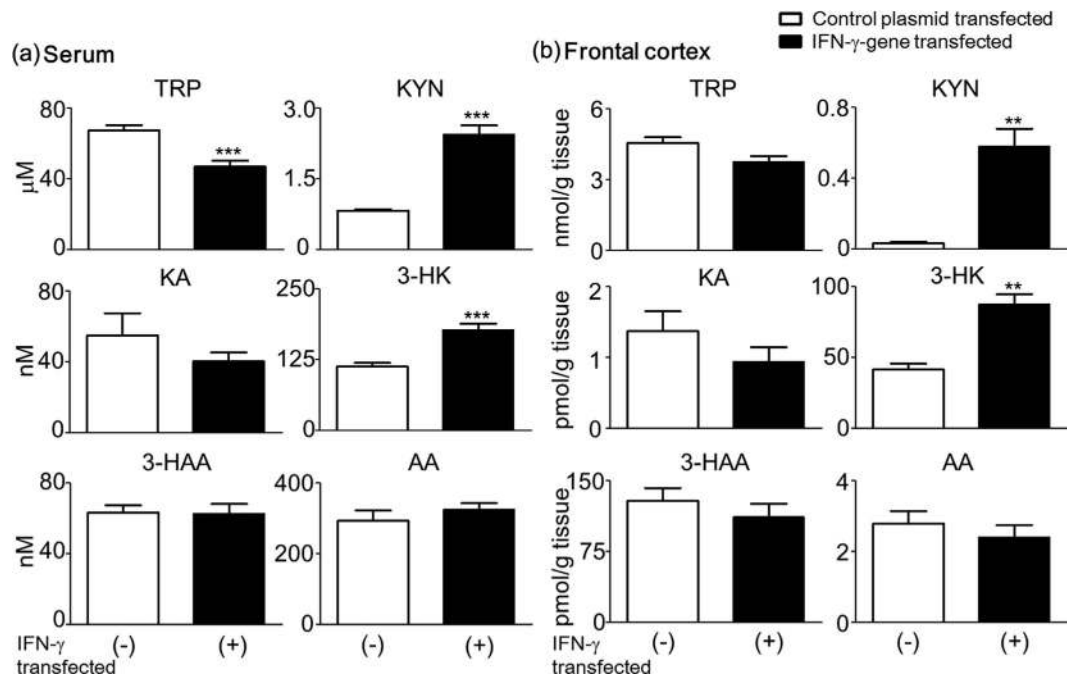 Control plasmid transfected
IFN-γ-gene transfected
(a) Serum
(b) Frontal cortex
TRP
KYN
TRP
KYN
80
40
0
μM
***
3.0
1.5
0
***
6
3
0
nmol/g tissue
0.8
0.4
0
**
KA
3-HK
KA
3-HK
80
40
0
nM
250
125
0
***
2
1
0
pmol/g tissue
100
50
0
**
3-HAA
AA
3-HAA
AA
80
60
0
nM
400
200
0
150
75
0
pmol/g tissue
4
2
0
IFN-γ
transfected
(-)
(+)
(-)
(+)
IFN-γ
transfected
(-)
(+)
(-)
(+)